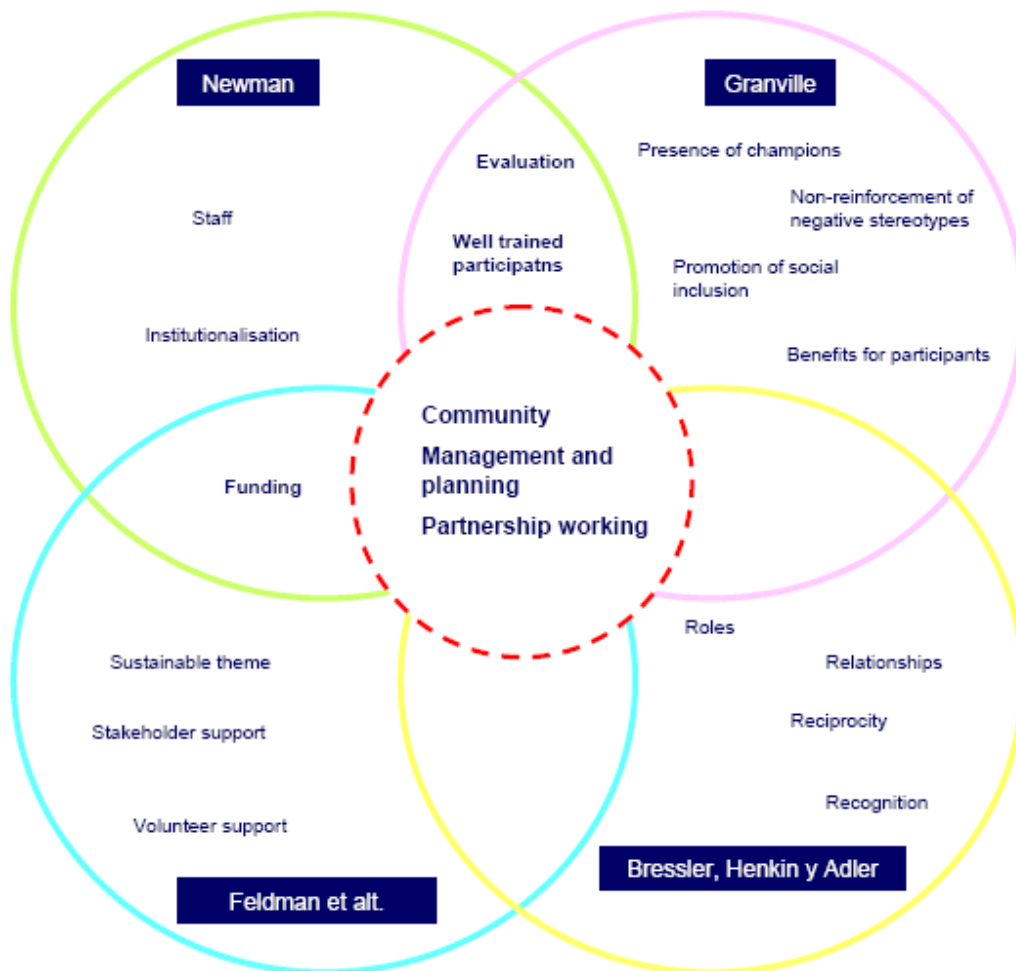 Newman
Granville
Evaluation
Presence of champions
Non-reinforcement of
negative stereotypes
Staff
Well trained
participatns
Promotion of social
inclusion
Institutionalisation
Benefits for participants
Community
Management and
planning
Partnership working
Funding
Roles
Sustainable theme
Relationships
Stakeholder support
Reciprocity
Recognition
Volunteer support
Bressler, Henkin y Adler
Feldman et alt.